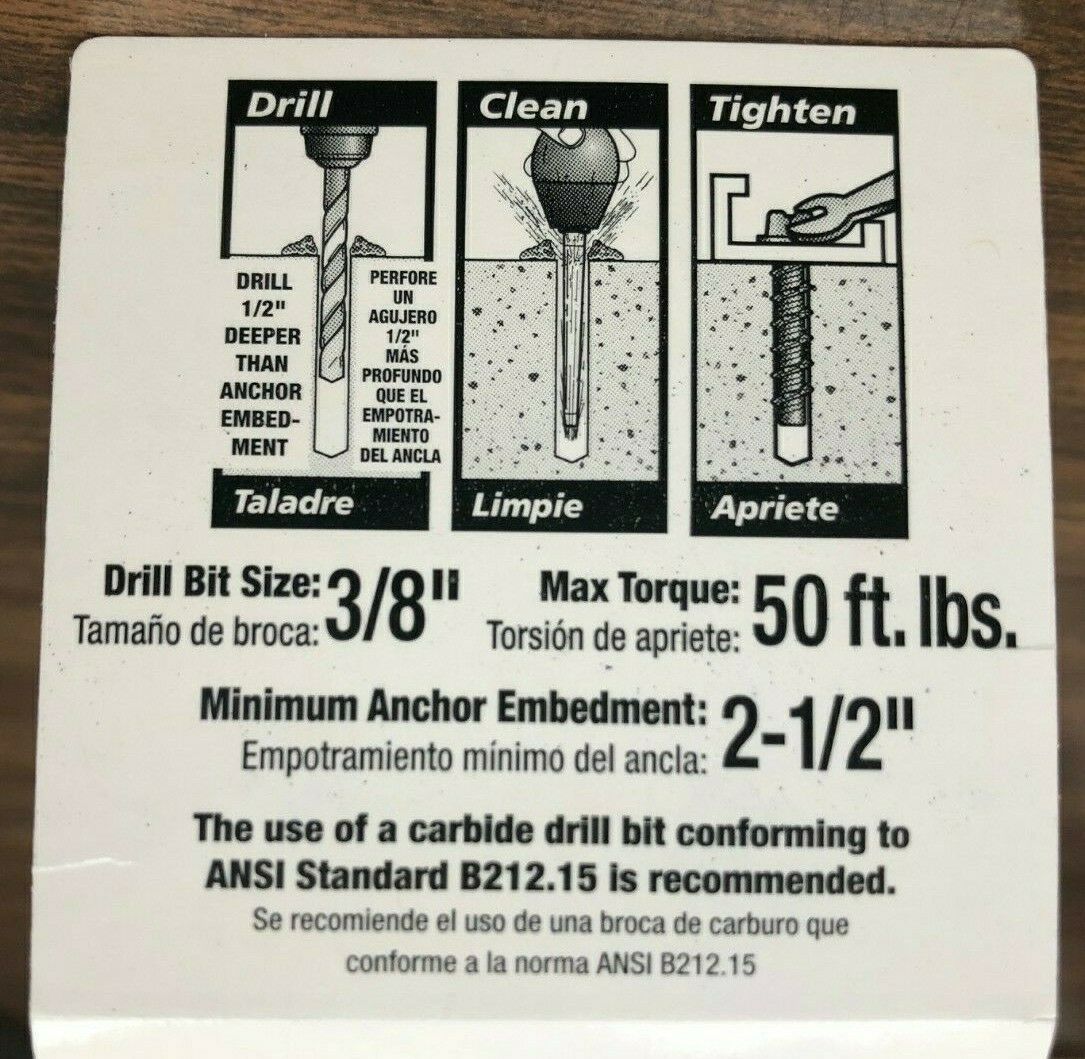 Drill
DRILL
1/2"
DEEPER
THAN
ANCHOR
EMBED-
MENT
PERFORE
UN
AGUJERO
1/2"
MÁS
PROFUNDO
QUE EL
EMPOTRA-
MIENTO
DEL ANCLA
Taladre
Clean
Limpie
Tighten
Apriete
Drill Bit Size: 3/8"
Tamaño de broca:
Max Torque: 50 ft. lbs.
Torsión de apriete:
Minimum Anchor Embedment: 2-1/2"
Empotramiento mínimo del ancla:
The use of a carbide drill bit conforming to
ANSI Standard B212.15 is recommended.
Se recomiende el uso de una broca de carburo que
conforme a la norma ANSI B212.15